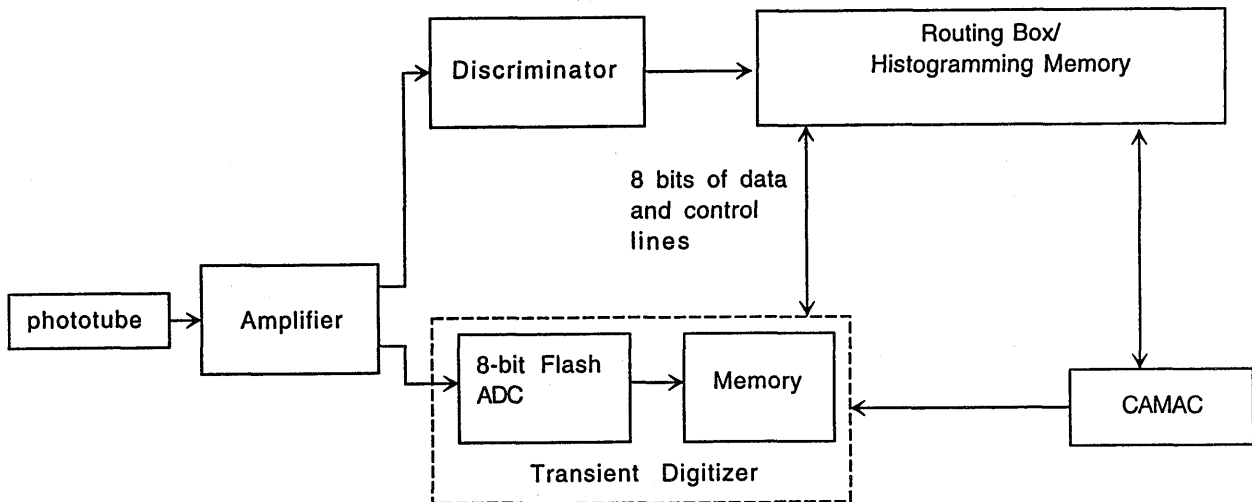 Routing Box/
Histogramming Memory
Discriminator
8 bits of data
and control
lines
phototube
Amplifier
8-bit Flash
ADC
Memory
CAMAC
Transient Digitizer